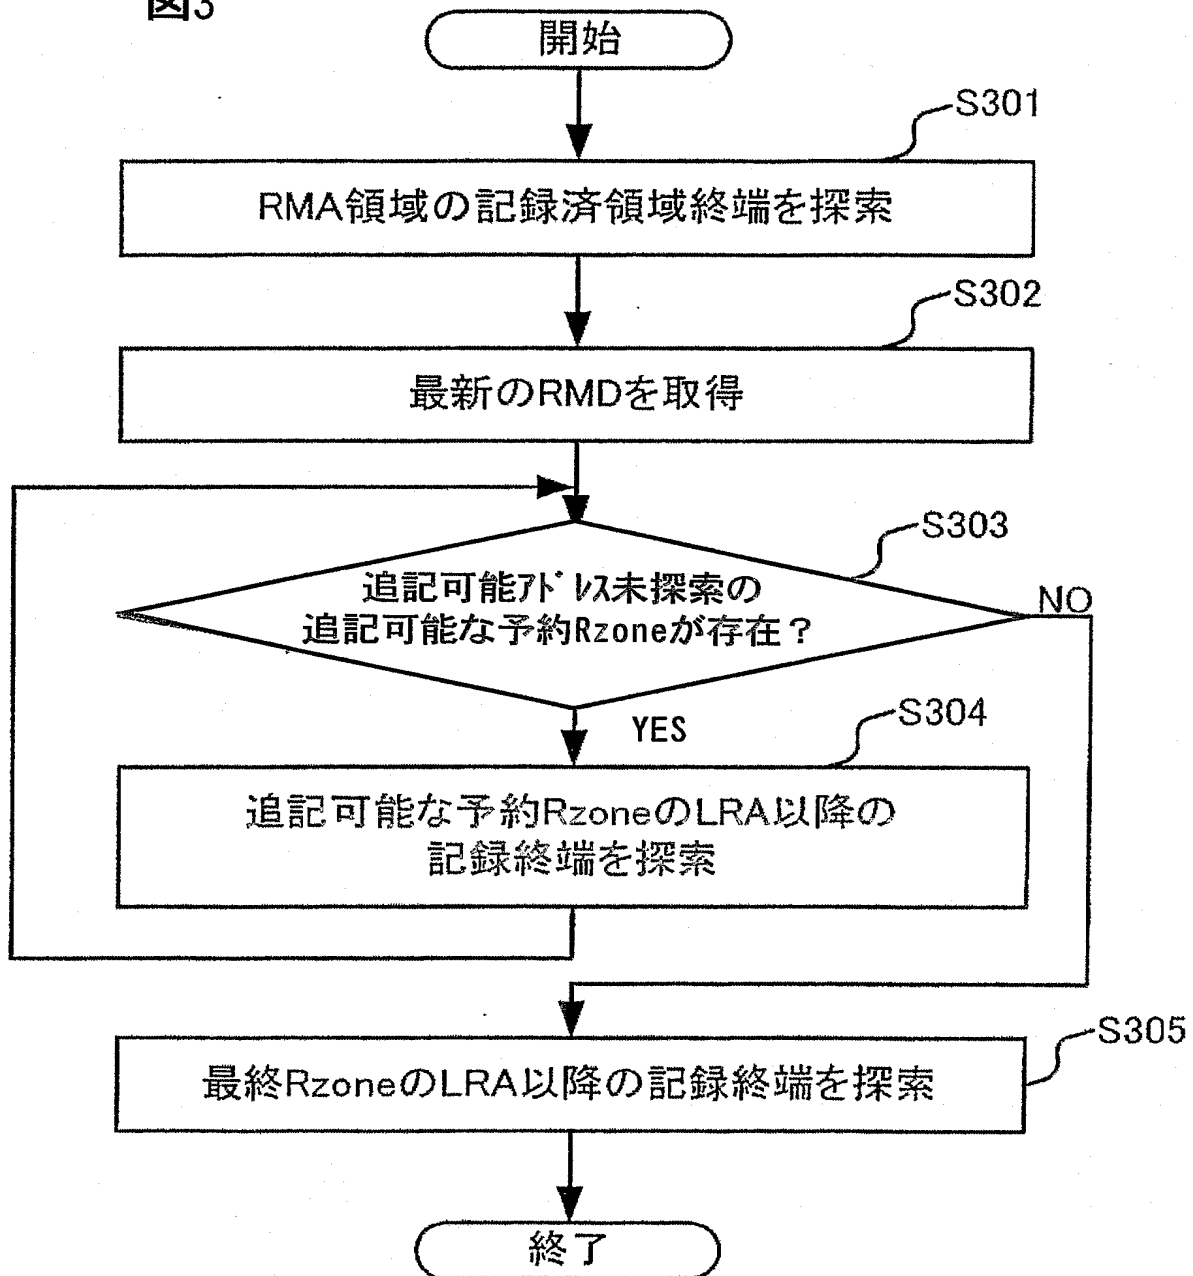 図3
開始
S301
RMA領域の記録済領域終端を探索
S302
最新のRMDを取得
S303
追記可能ｱﾄﾞﾚｽ未探索の
追記可能な予約Rzoneが存在？
NO
YES
S304
追記可能な予約RzoneのLRA以降の
記録終端を探索
S305
最終RzoneのLRA以降の記録終端を探索
終了